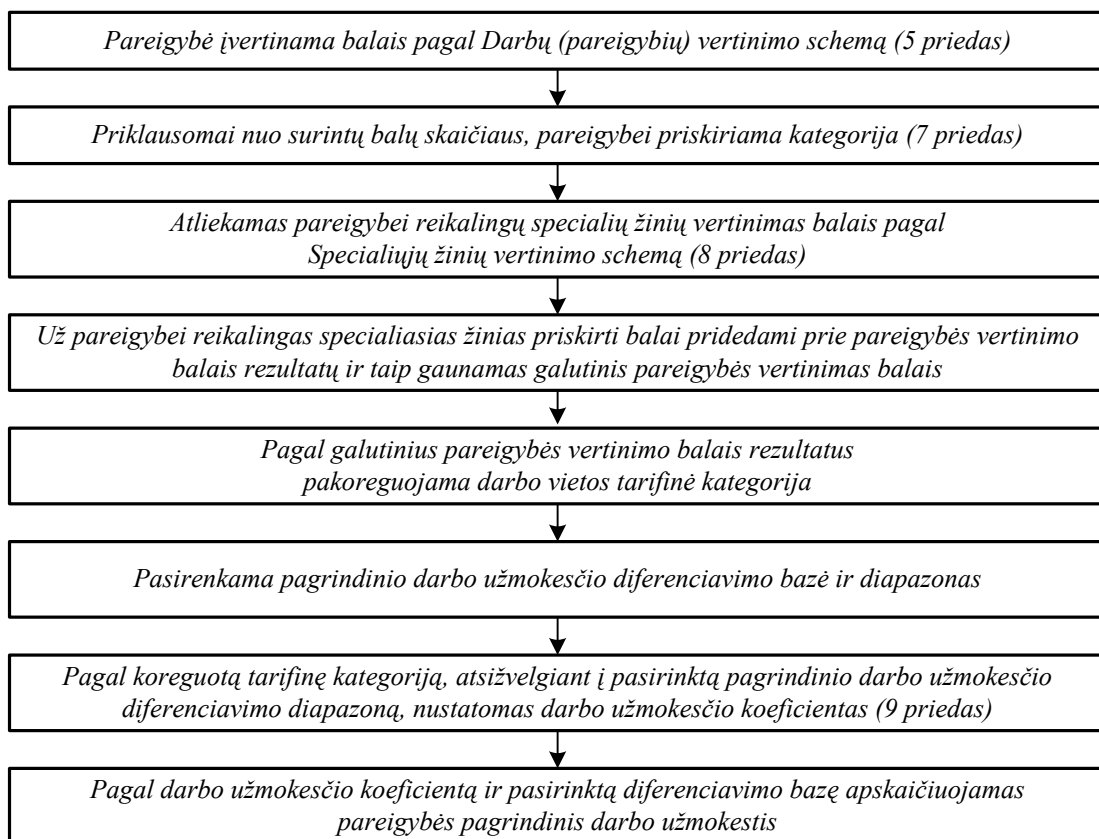 Pareigybė įvertinama balais pagal Darbų (pareigybių) vertinimo schemą (5 priedas)
Priklausomai nuo surintų balų skaičiaus, pareigybei priskiriama kategorija (7 priedas)
Atliekamas pareigybei reikalingų specialių žinių vertinimas balais pagal
Specialiųjų žinių vertinimo schemą (8 priedas)
Už pareigybei reikalingas specialiasias žinias priskirti balai pridedami prie pareigybės vertinimo
balais rezultatų ir taip gaunamas galutinis pareigybės vertinimas balais
Pagal galutinius pareigybės vertinimo balais rezultatus
pakoreguojama darbo vietos tarifinė kategorija
Pasirenkama pagrindinio darbo užmokesčio diferenciavimo bazė ir diapazonas
Pagal koreguotą tarifinę kategoriją, atsižvelgiant į pasirinktą pagrindinio darbo užmokesčio
diferenciavimo diapazoną, nustatomas darbo užmokesčio koeficientas (9 priedas)
Pagal darbo užmokesčio koeficientą ir pasirinktą diferenciavimo bazę apskaičiuojamas
pareigybės pagrindinis darbo užmokestis